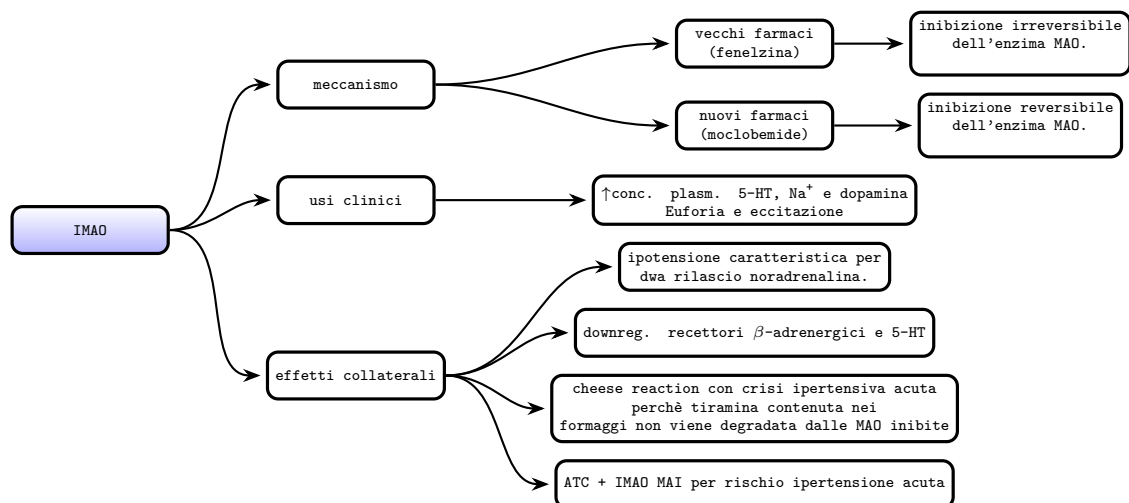 IMAO
meccanismo
vecchi farmaci
(fenelzina)
inibizione irreversibile
dell'enzima MAO.
nuovi farmaci
(moclobemide)
inibizione reversibile
dell'enzima MAO.
usi clinici
↑conc. plasm. 5-HT, Na⁺ e dopamina
Euforia e eccitazione
effetti collaterali
ipotensione caratteristica per
dwa rilascio noradrenalina.
downreg. recettori β-adrenergici e 5-HT
cheese reaction con crisi ipertensiva acuta
perchè tiramina contenuta nei
formaggi non viene degradata dalle MAO inibite
ATC + IMAO MAI per rischio ipertensione acuta